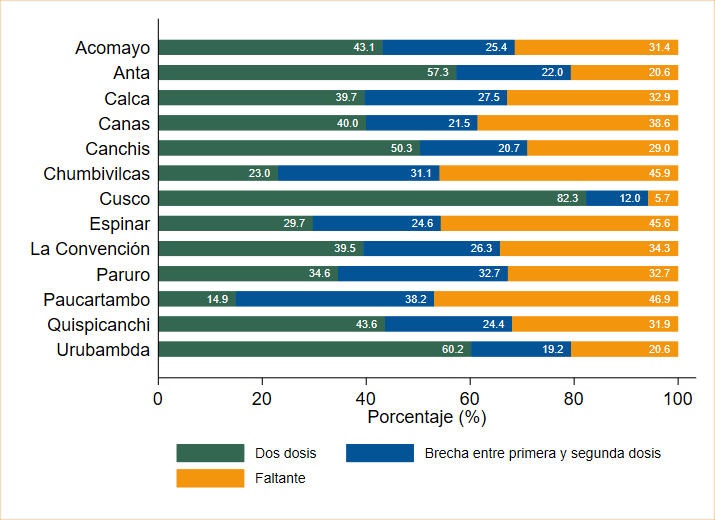 Acomayo 43.1 25.4 31.4
Anta 57.3 22.0 20.6
Calca 39.7 27.5 32.9
Canas 40.0 21.5 38.6
Canchis 50.3 20.7 29.0
Chumbivilcas 23.0 31.1 45.9
Cusco 82.3 12.0 5.7
Espinar 29.7 24.6 45.6
La Convención 39.5 26.3 34.3
Paruro 34.6 32.7 32.7
Paucartambo 14.9 38.2 46.9
Quispicanchi 43.6 24.4 31.9
Urubambda 60.2 19.2 20.6
0 20 40 60 80 100
Porcentaje (%)
Dos dosis Brecha entre primera y segunda dosis
Faltante